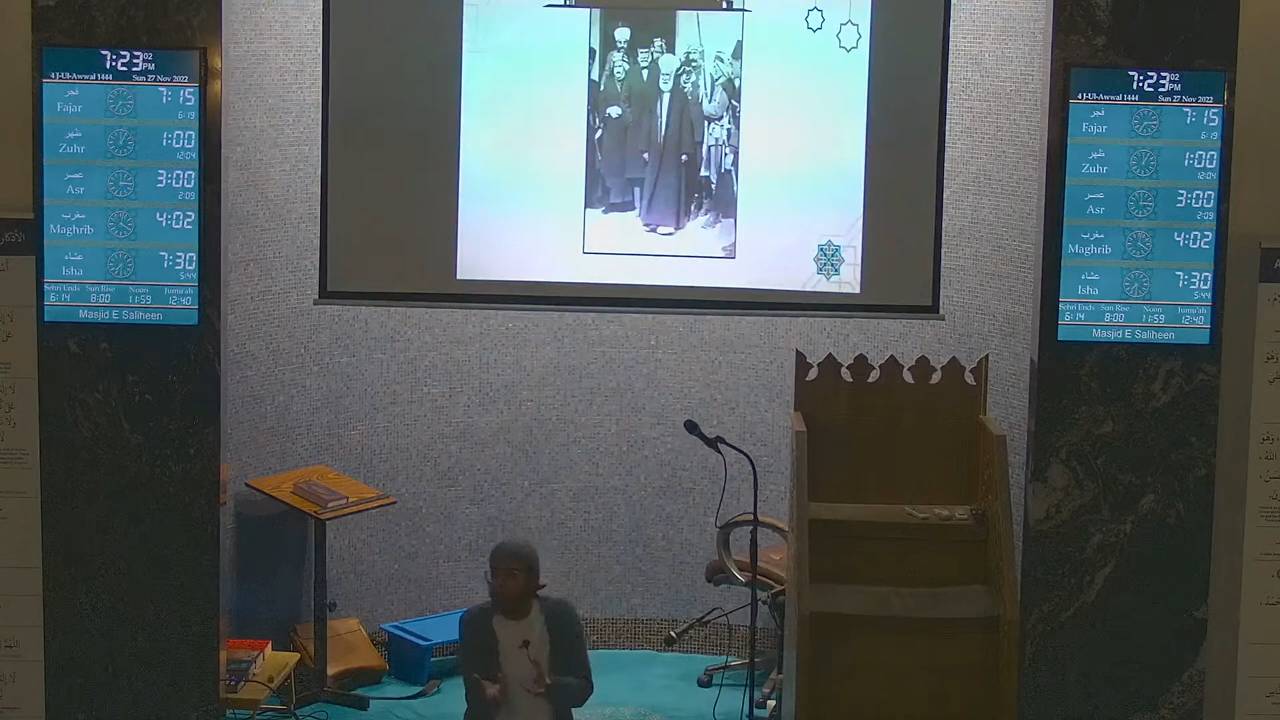 7:23 02 PM
4 J-Ul-Awwal 1444 Sun 27 Nov 2022
فجر
Fajar 7:15
6:19
ظهر
Zuhr 1:00
12:04
عصر
Asr 3:00
2:09
مغرب
Maghrib 4:02
عشاء
Isha 7:30
5:44
Sehri Ends Sun Rise Noon Jumu'ah
6:14 8:00 11:59 12:40
Masjid E Saliheen
7:23 02 PM
4 J-Ul-Awwal 1444 Sun 27 Nov 2022
فجر
Fajar 7:15
6:19
ظهر
Zuhr 1:00
12:04
عصر
Asr 3:00
2:09
مغرب
Maghrib 4:02
عشاء
Isha 7:30
5:44
Sehri Ends Sun Rise Noon Jumu'ah
6:14 8:00 11:59 12:40
Masjid E Saliheen